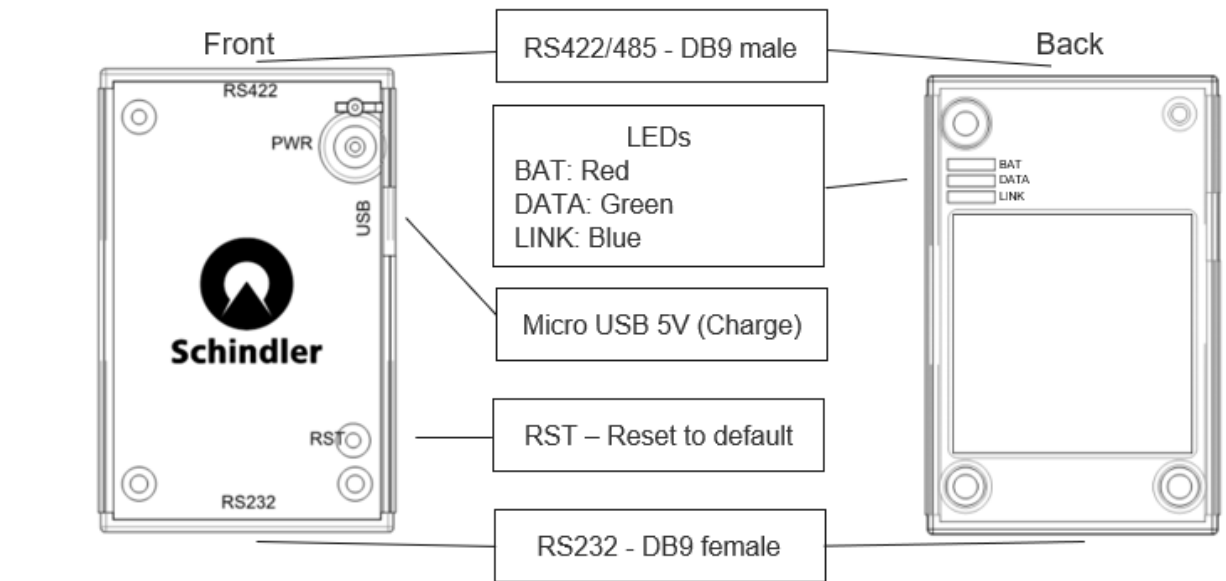 Front
RS422/485 - DB9 male
Back
RS422
PWR
USB
LEDs
BAT: Red
DATA: Green
LINK: Blue
BAT
DATA
LINK
Schindler
Micro USB 5V (Charge)
RST
RST – Reset to default
RS232
RS232 - DB9 female